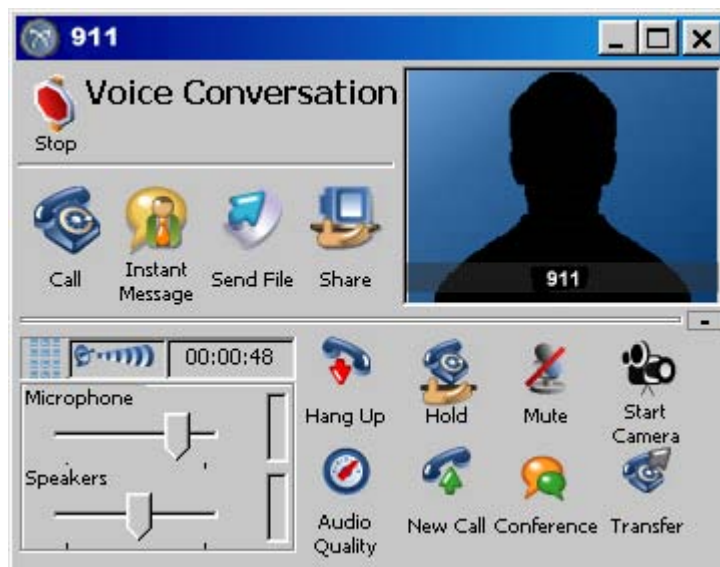 911
Voice Conversation
Stop
Call
Instant
Message
Send File
Share
911
00:00:48
Microphone
Speakers
Hang Up
Hold
Mute
Start
Camera
Audio
Quality
New Call
Conference
Transfer